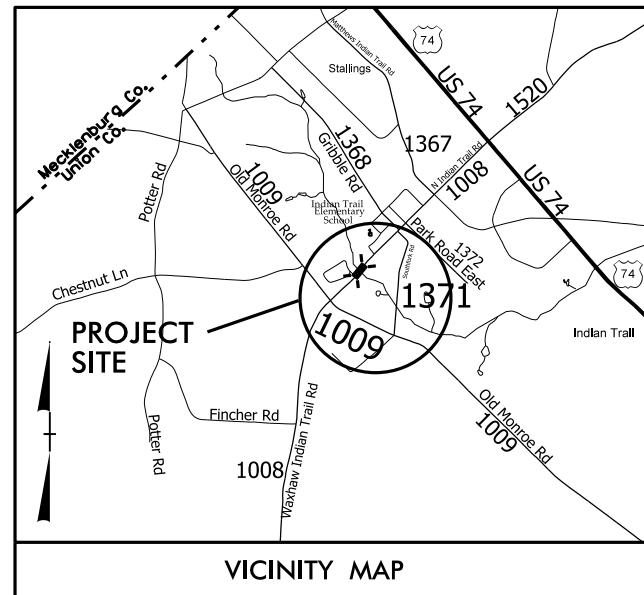 Matthews Indian Trail Rd
74
Stallings
US 74
1520
Mecklenburg Co.
Union Co.
1368
Gribble Rd
1367
N Indian Trail Rd
1008
1009
Old Monroe Rd
Potter Rd
US 74
Indian Trail
Elementary
School
Park Road East
1372
Southfork Rd
74
Chestnut Ln
1371
PROJECT
SITE
1009
Indian Trail
Fincher Rd
Potter Rd
Waxhaw Indian Trail Rd
1008
Old Monroe Rd
1009
VICINITY MAP